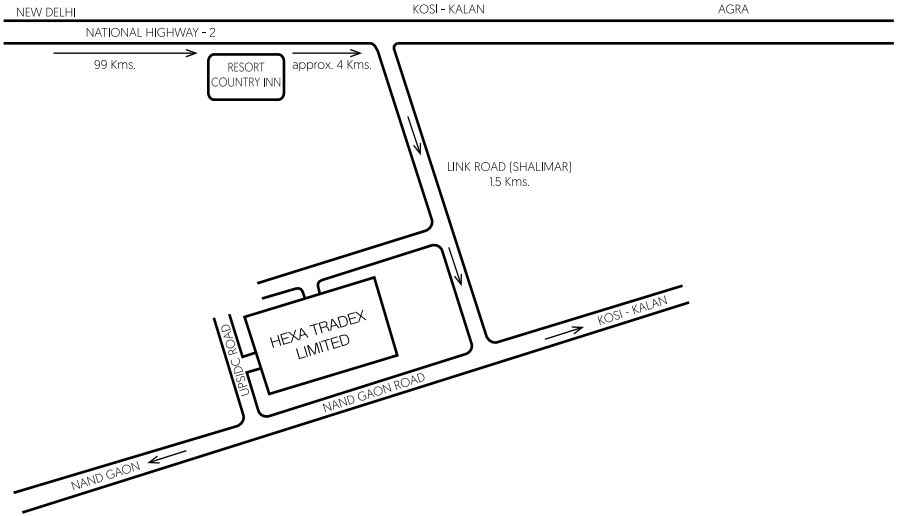 NEW DELHI
KOSI - KALAN
AGRA
NATIONAL HIGHWAY - 2
99 Kms.
RESORT
COUNTRY INN
approx. 4 Kms.
LINK ROAD (SHALIMAR)
1.5 Kms.
HEXA TRADEX
LIMITED
UPSIDC ROAD
KOSI - KALAN
NAND GAON ROAD
NAND GAON